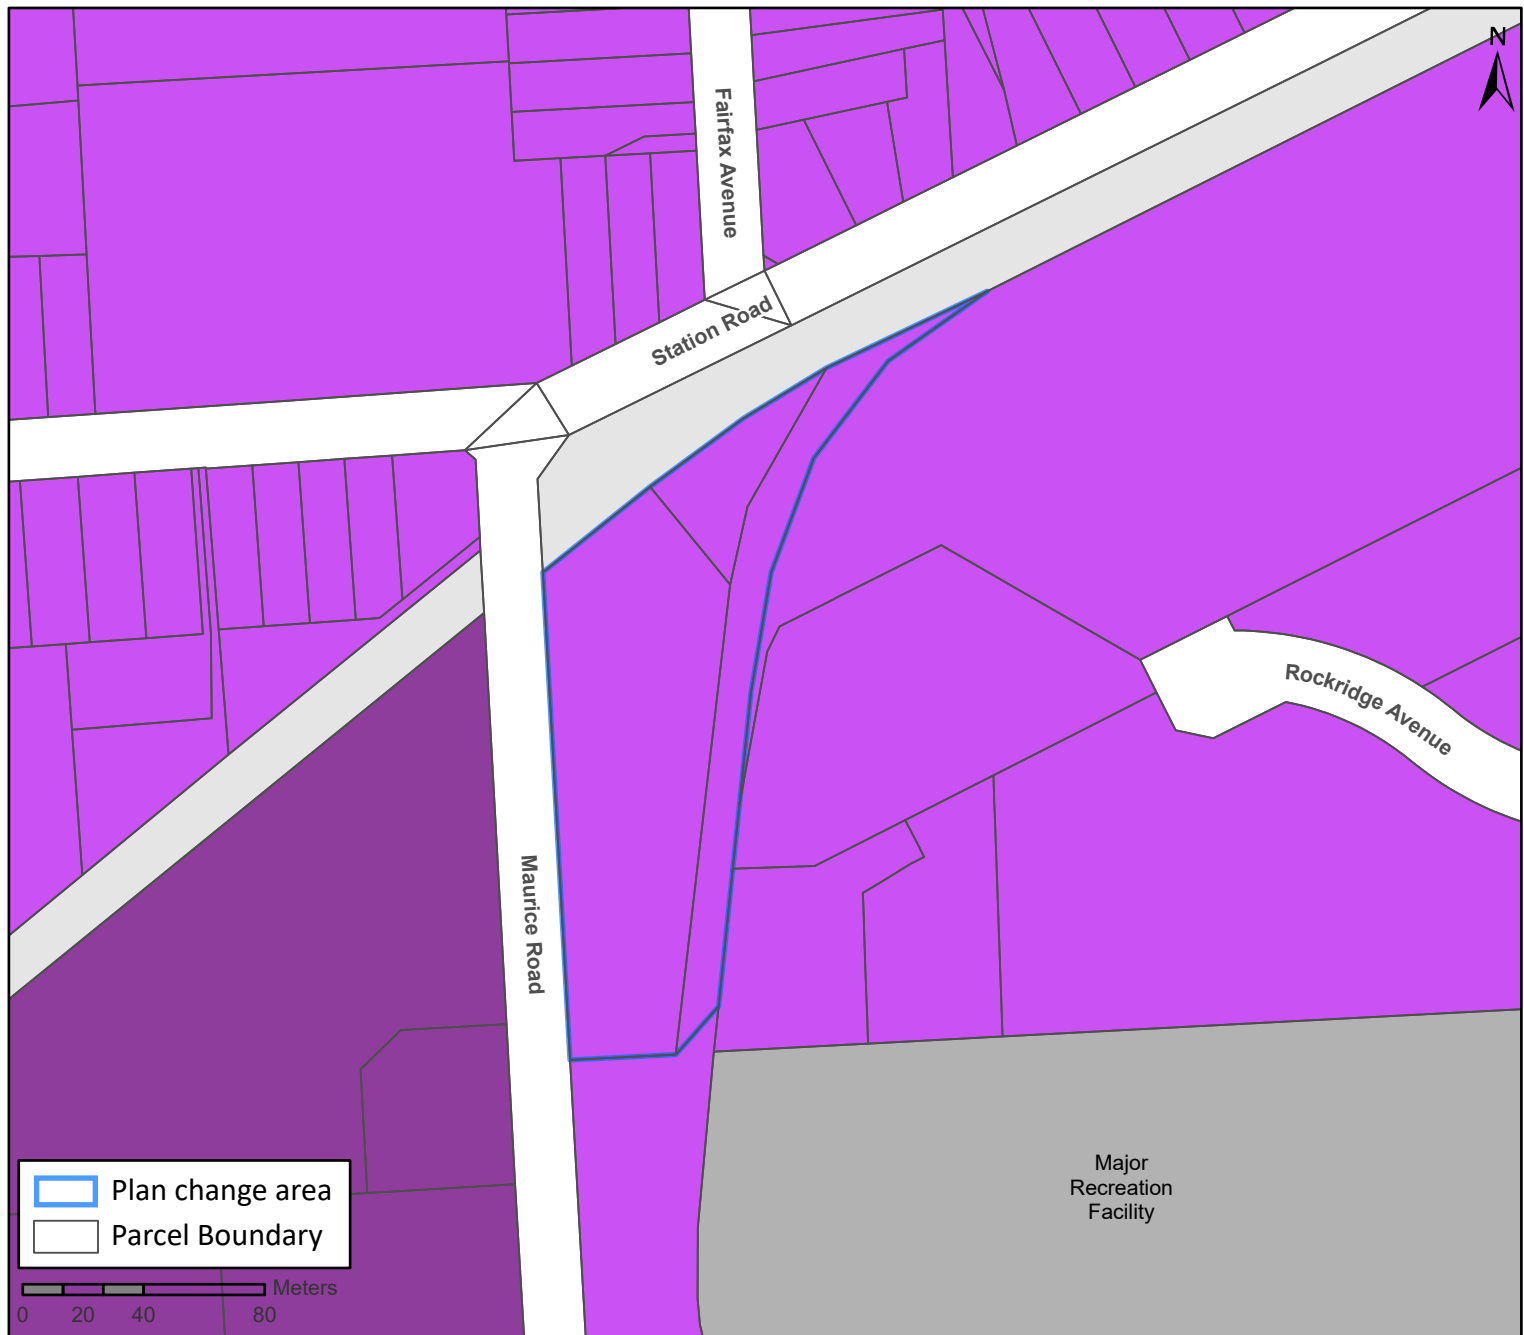 N
Fairfax Avenue
Station Road
Rockridge Avenue
Maurice Road
Major
Recreation
Facility
Plan change area
Parcel Boundary
Meters
0 20 40 80